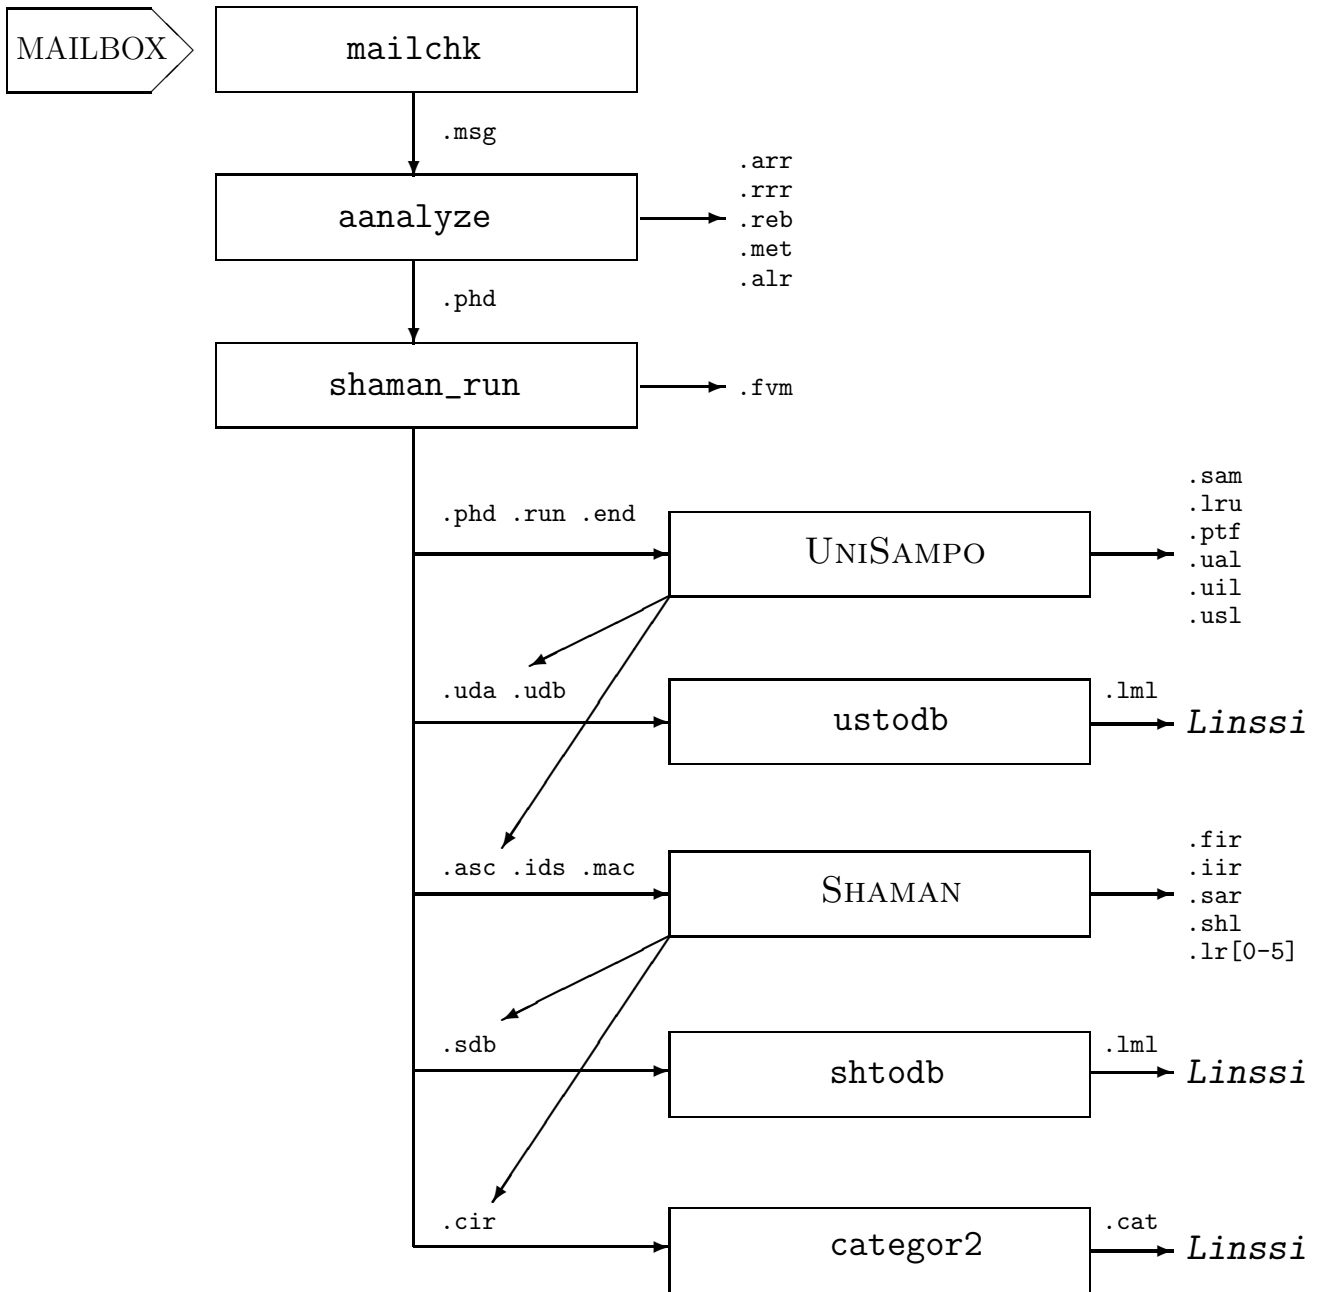 MAILBOX
mailchk
.msg
aanalyze
.arr
.rrr
.reb
.met
.alr
.phd
shaman_run
.fvm
.phd .run .end
UNISAMPO
.sam
.lru
.ptf
.ual
.uil
.usl
.uda .udb
ustodb
.lml
Linssi
.asc .ids .mac
SHAMAN
.fir
.iir
.sar
.shl
.lr[0-5]
.sdb
shtodb
.lml
Linssi
.cir
categor2
.cat
Linssi